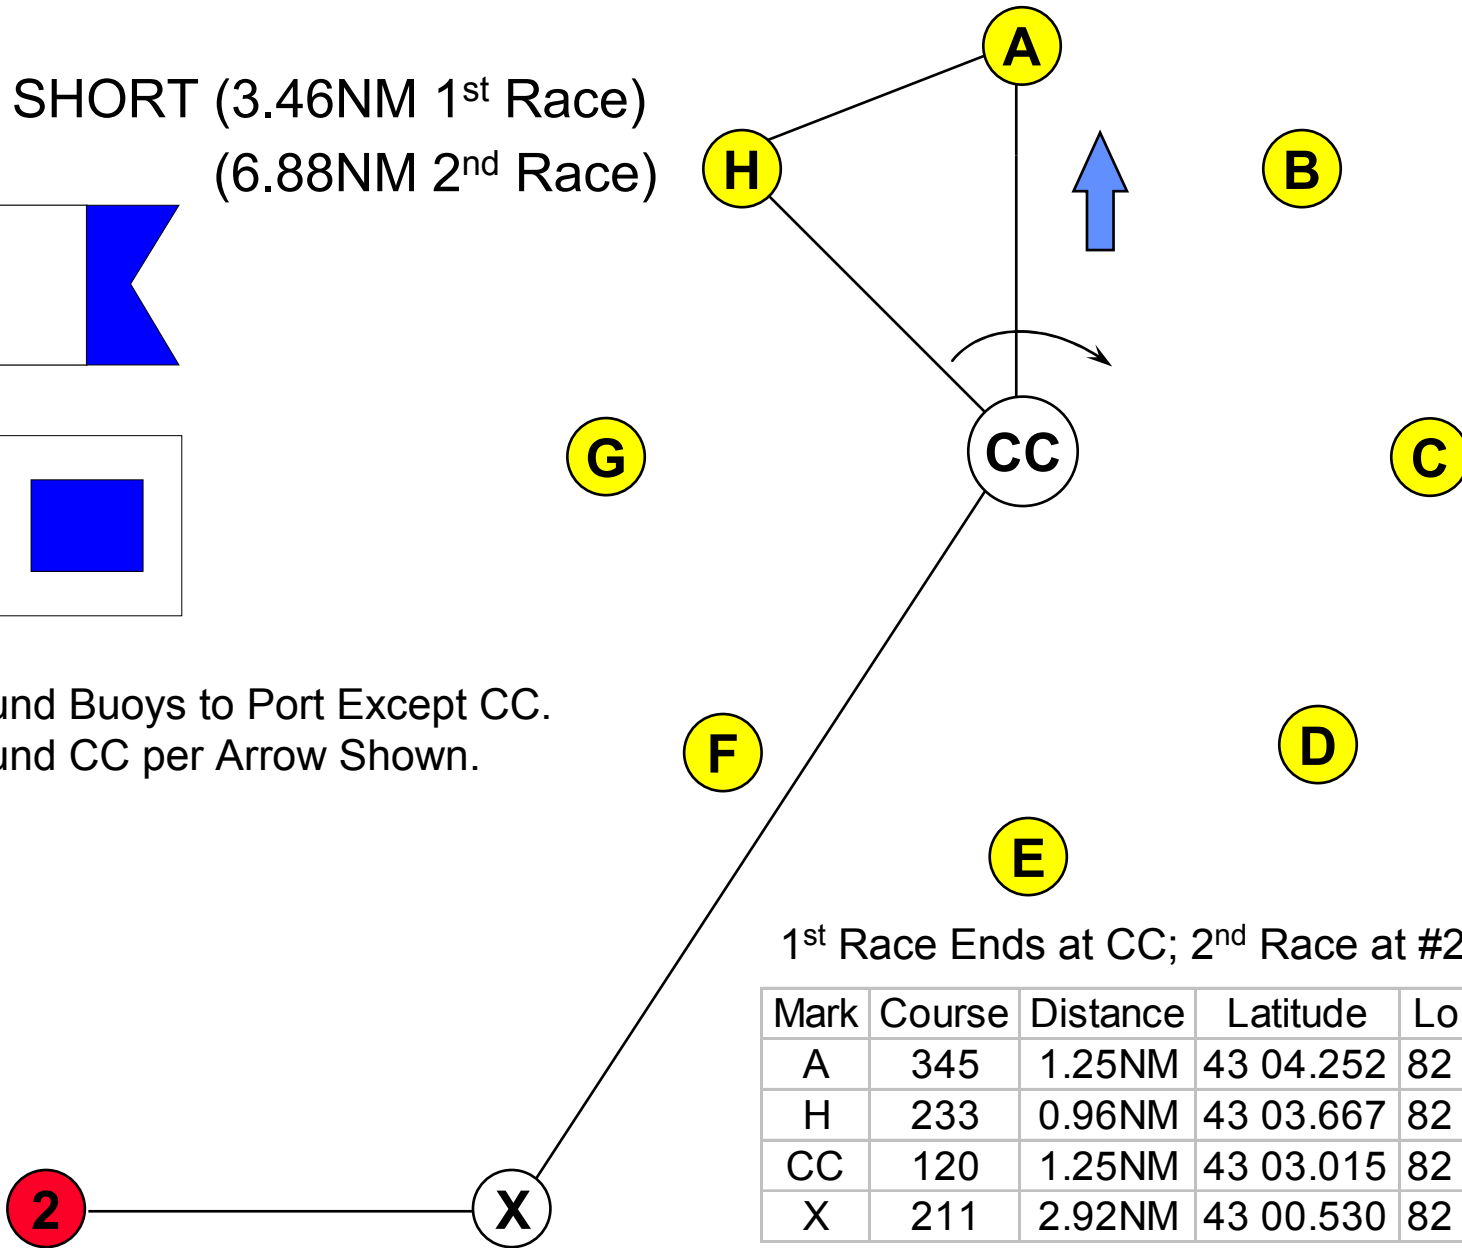 A
SHORT (3.46NM 1st Race)
(6.88NM 2nd Race)
H
B
G
CC
C
und Buoys to Port Except CC.
und CC per Arrow Shown.
F
D
E
1st Race Ends at CC; 2nd Race at #2
Mark Course Distance Latitude Lo
A 345 1.25NM 43 04.252 82
H 233 0.96NM 43 03.667 82
CC 120 1.25NM 43 03.015 82
X 211 2.92NM 43 00.530 82
2
X